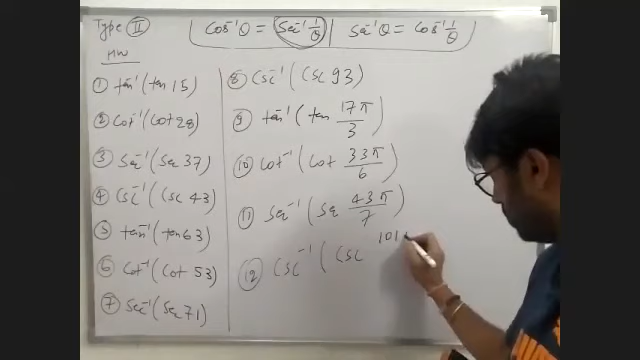 Type II
Cos⁻¹θ = Sec⁻¹ 1/θ | Sec⁻¹θ = Cos⁻¹ 1/θ
HW
① tan⁻¹(tan 15)
② Cot⁻¹(Cot 28)
③ Sec⁻¹(Sec 37)
④ Csc⁻¹(Csc 43)
⑤ tan⁻¹(tan 63)
⑥ Cot⁻¹(Cot 53)
⑦ Sec⁻¹(Sec 71)
⑧ Csc⁻¹(Csc 93)
⑨ tan⁻¹(tan 17π/3)
⑩ Cot⁻¹(Cot 33π/6)
⑪ Sec⁻¹(Sec 43π/7)
⑫ Csc⁻¹(Csc 101